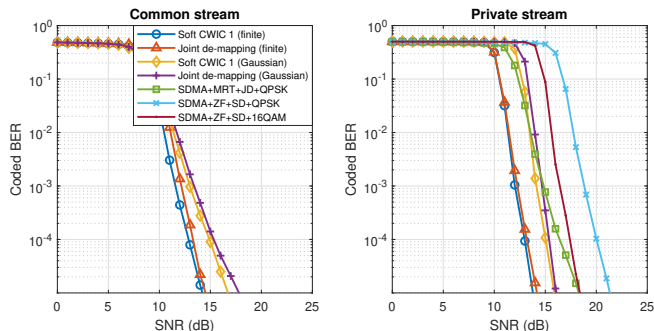 Common stream
Private stream
10^0
10^-1
10^-2
10^-3
10^-4
Coded BER
0 5 10 15 20 25
SNR (dB)
Soft CWIC 1 (finite)
Joint de-mapping (finite)
Soft CWIC 1 (Gaussian)
Joint de-mapping (Gaussian)
SDMA+MRT+JD+QPSK
SDMA+ZF+SD+QPSK
SDMA+ZF+SD+16QAM
10^0
10^-1
10^-2
10^-3
10^-4
Coded BER
0 5 10 15 20 25
SNR (dB)